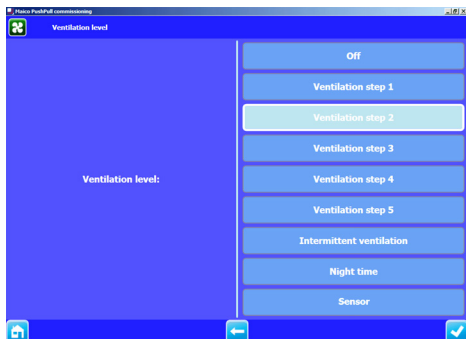 Maico PushPull commissioning
Ventilation level
Off
Ventilation step 1
Ventilation step 2
Ventilation step 3
Ventilation level:
Ventilation step 4
Ventilation step 5
Intermittent ventilation
Night time
Sensor